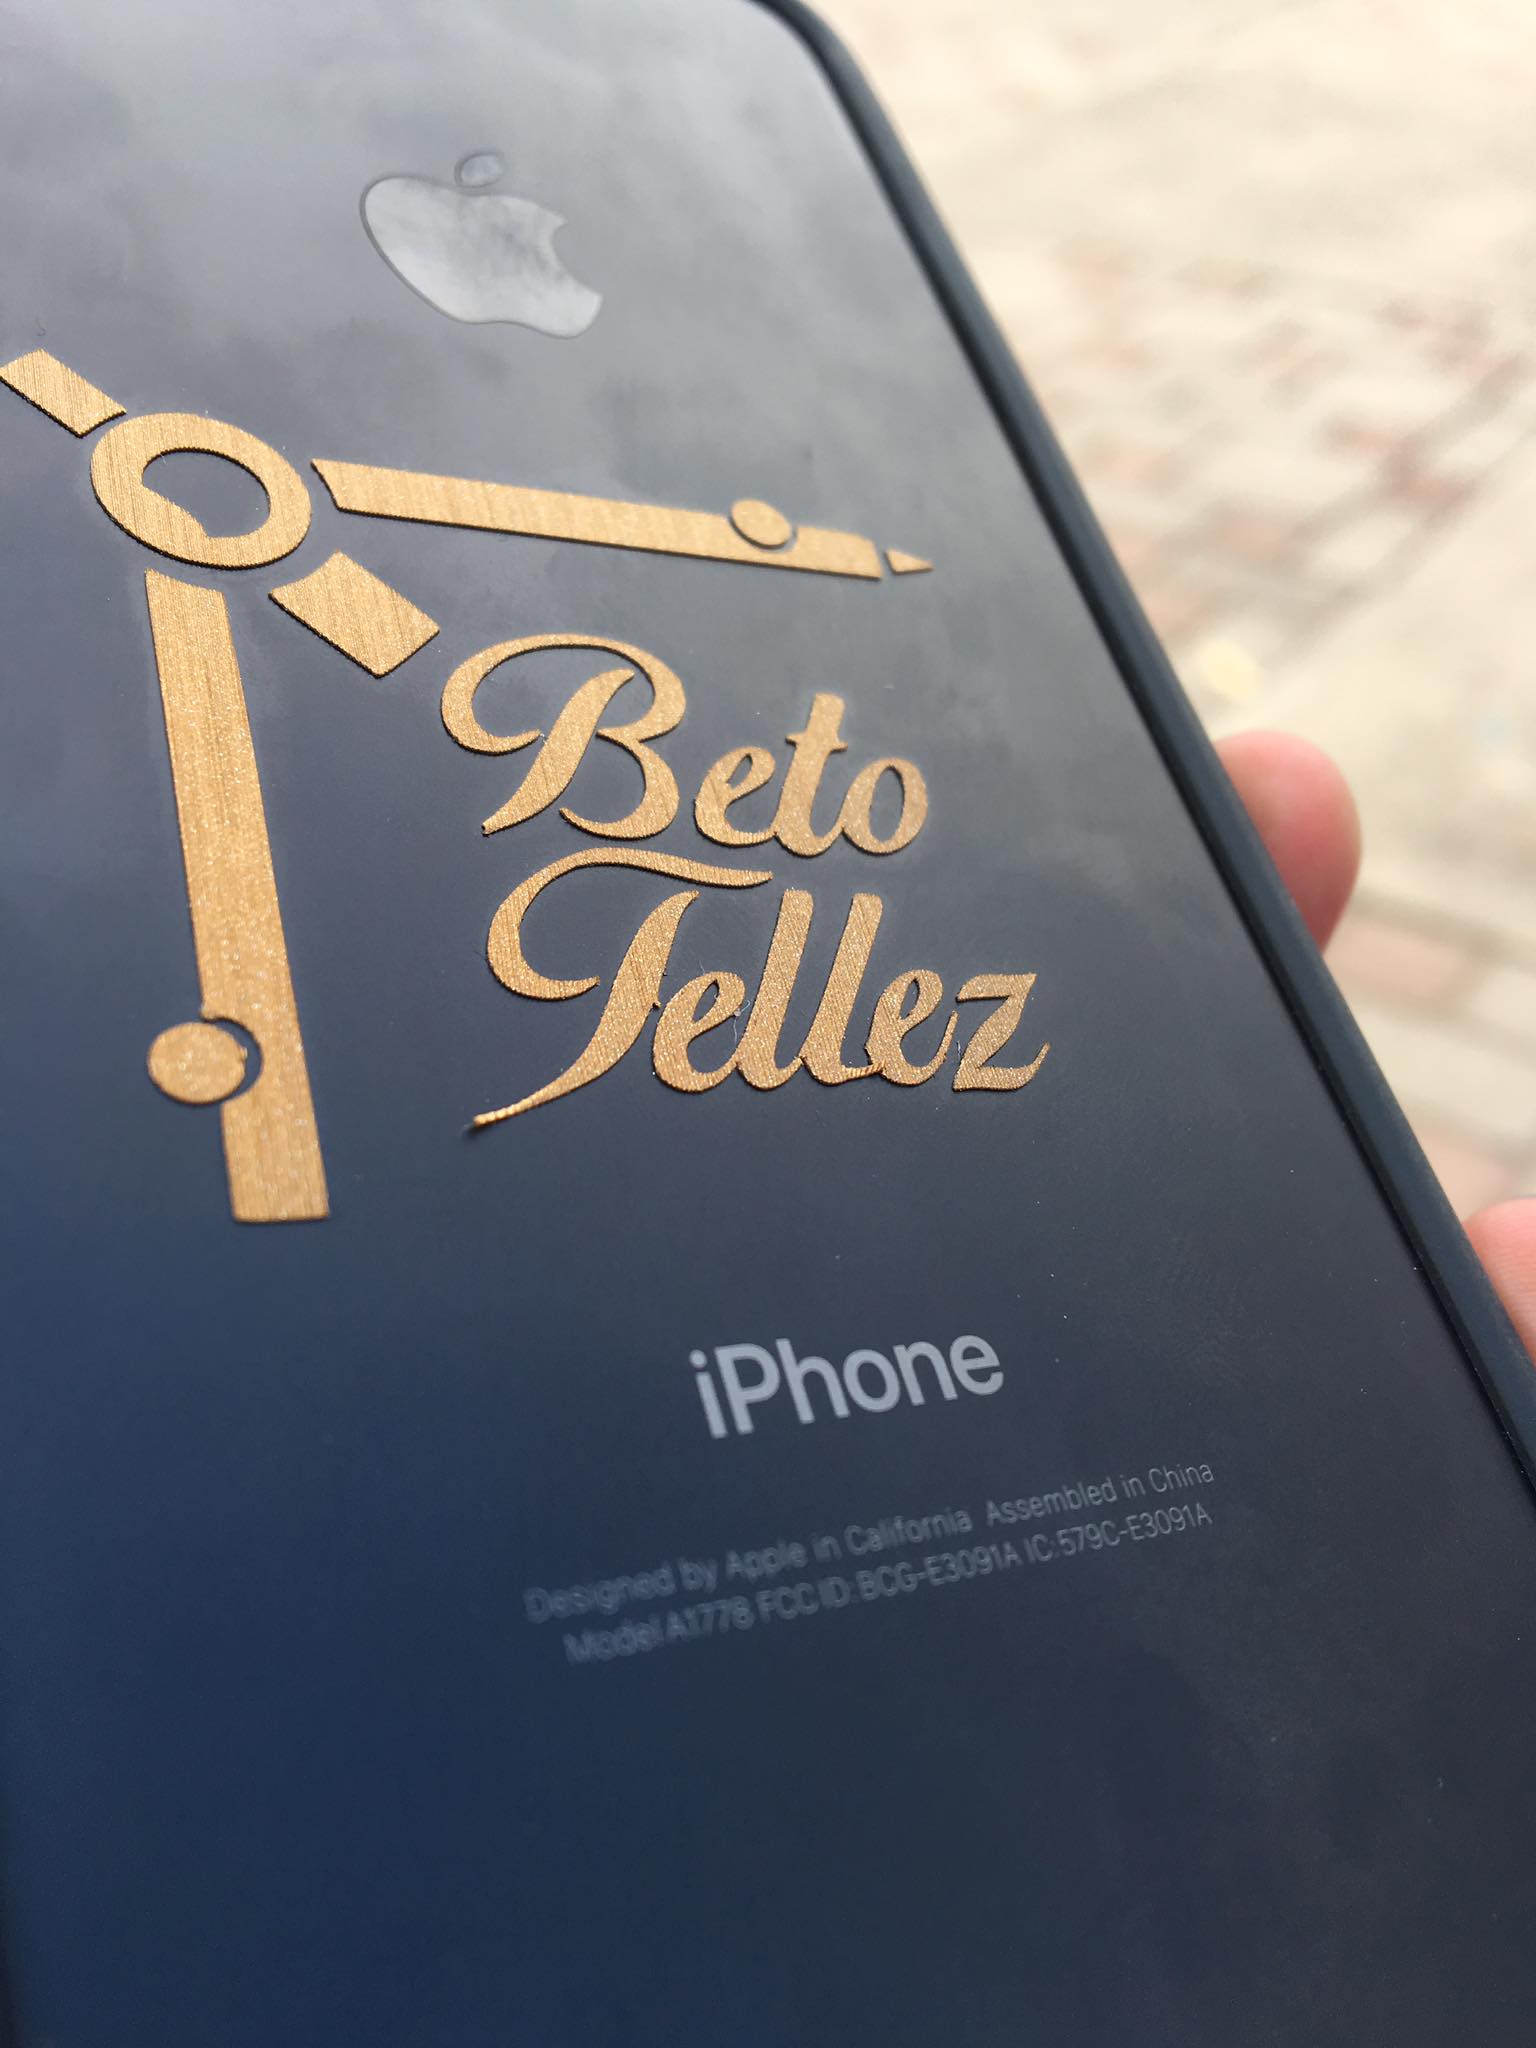 Beto
Tellez
iPhone
Designed by Apple in California Assembled in China
Model A1778 FCC ID: BCG-E3091A IC:579C-E3091A